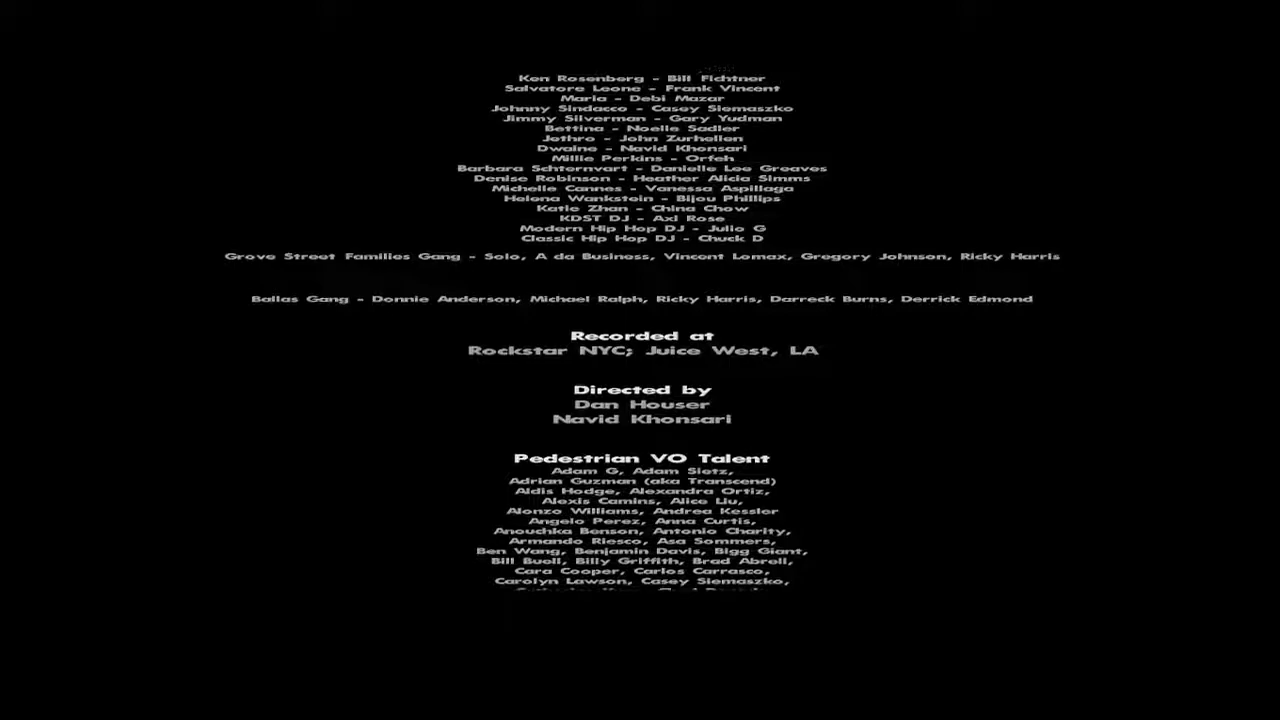 Ken Rosenberg - Bill Fichtner
Salvatore Leone - Frank Vincent
Maria - Debi Mazar
Johnny Sindacco - Casey Siemaszko
Jimmy Silverman - Gary Yudman
Bettina - Noelle Sadler
Jethro - John Zurhellen
Dwaine - Navid Khonsari
Millie Perkins - Orfeh
Barbara Schternvart - Danielle Lee Greaves
Denise Robinson - Heather Alicia Simms
Michelle Cannes - Vanessa Aspillaga
Helena Wankstein - Bijou Phillips
Katie Zhan - China Chow
KDST DJ - Axl Rose
Modern Hip Hop DJ - Julio G
Classic Hip Hop DJ - Chuck D
Grove Street Families Gang - Solo, A da Business, Vincent Lomax, Gregory Johnson, Ricky Harris
Ballas Gang - Donnie Anderson, Michael Ralph, Ricky Harris, Darreck Burns, Derrick Edmond
Recorded at
Rockstar NYC; Juice West, LA
Directed by
Dan Houser
Navid Khonsari
Pedestrian VO Talent
Adam G, Adam Sietz,
Adrian Guzman (aka Transcend)
Aldis Hodge, Alexandra Ortiz,
Alexis Camins, Alice Liu,
Alonzo Williams, Andrea Kessler
Angelo Perez, Anna Curtis,
Anouchka Benson, Antonio Charity,
Armando Riesco, Asa Sommers,
Ben Wang, Benjamin Davis, Bigg Giant,
Bill Buell, Billy Griffith, Brad Abrell,
Cara Cooper, Carlos Carrasco,
Carolyn Lawson, Casey Siemaszko,